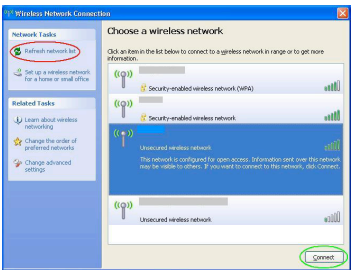 Wireless Network Connection
Network Tasks
Refresh network list
Set up a wireless network
for a home or small office
Related Tasks
Learn about wireless
networking
Change the order of
preferred networks
Change advanced
settings
Choose a wireless network
Click an item in the list below to connect to a wireless network in range or to get more
information.
Security-enabled wireless network (WPA)
Security-enabled wireless network
Unsecured wireless network
This network is configured for open access. Information sent over this network
may be visible to others. If you want to connect to this network, click Connect.
Unsecured wireless network
Connect